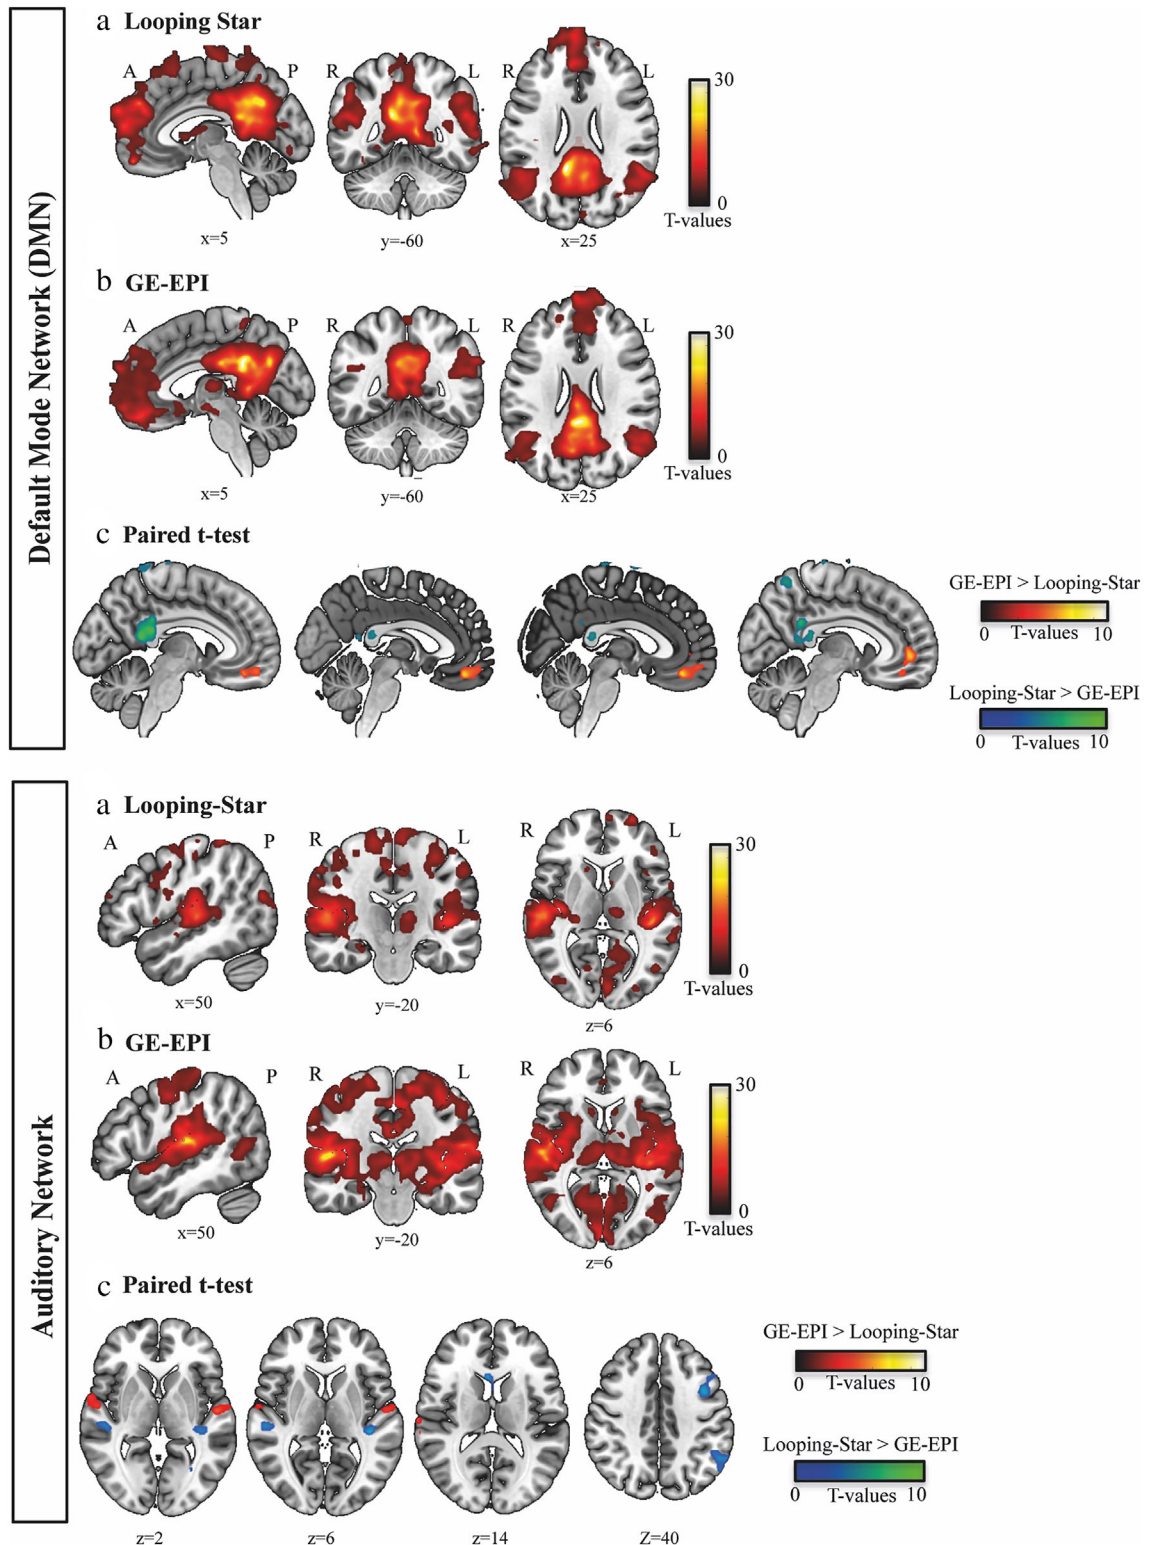 Default Mode Network (DMN)
a Looping Star
A P R L R L
30
0
T-values
x=5 y=-60 x=25
b GE-EPI
A P R L R L
30
0
T-values
x=5 y=-60 x=25
c Paired t-test
GE-EPI > Looping-Star
0 T-values 10
Looping-Star > GE-EPI
0 T-values 10
Auditory Network
a Looping-Star
A P R L R L
30
0
T-values
x=50 y=-20 z=6
b GE-EPI
A P R L R L
30
0
T-values
x=50 y=-20 z=6
c Paired t-test
GE-EPI > Looping-Star
0 T-values 10
Looping-Star > GE-EPI
0 T-values 10
z=2 z=6 z=14 Z=40